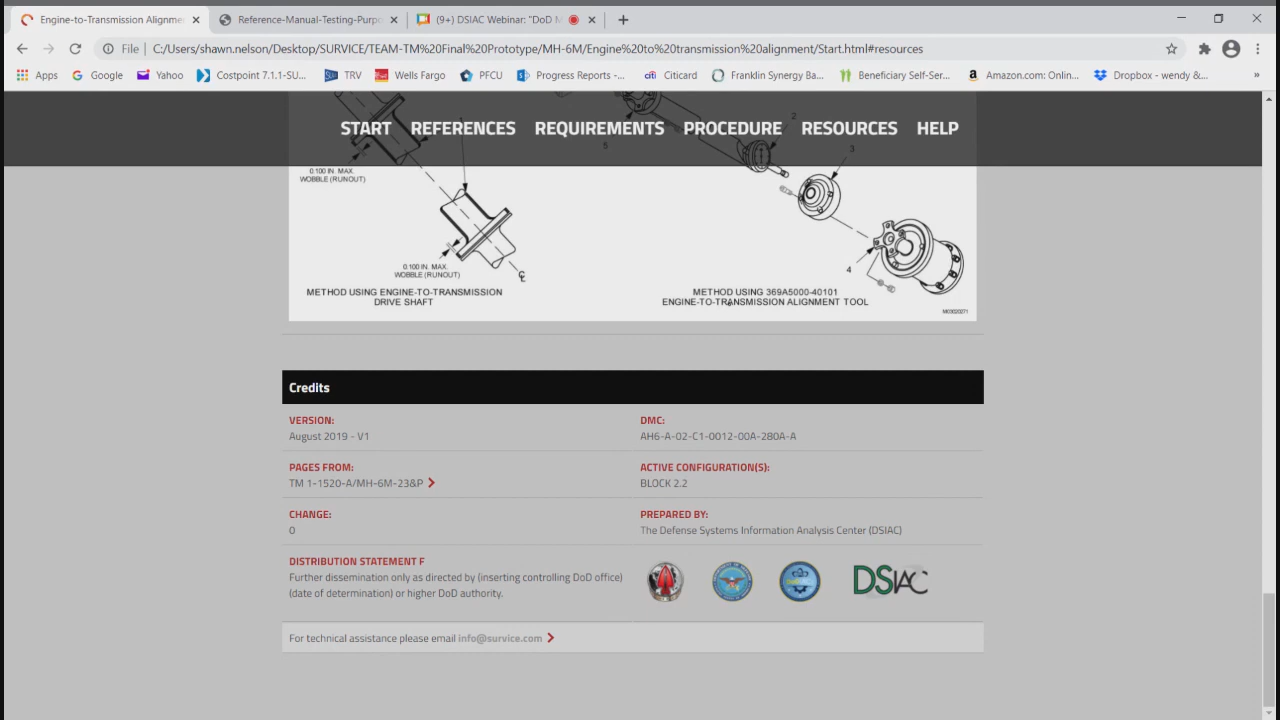 Engine-to-Transmission Alignme
Reference-Manual-Testing-Purpo
(9+) DSIAC Webinar: "DoD M
File C:/Users/shawn.nelson/Desktop/SURVICE/TEAM-TM%20Final%20Prototype/MH-6M/Engine%20to%20transmission%20alignment/Start.html#resources
Apps Google Yahoo Costpoint 7.1.1-SU... TRV Wells Fargo PFCU Progress Reports -... citi Citicard Franklin Synergy Ba... Beneficiary Self-Ser... Amazon.com: Onlin... Dropbox - wendy &... »
START REFERENCES REQUIREMENTS PROCEDURE RESOURCES HELP
2
5
3
0.100 IN. MAX.
WOBBLE (RUNOUT)
4
0.100 IN. MAX.
WOBBLE (RUNOUT)
METHOD USING ENGINE-TO-TRANSMISSION
DRIVE SHAFT
METHOD USING 369A5000-40101
ENGINE-TO-TRANSMISSION ALIGNMENT TOOL
M03020271
Credits
VERSION:
August 2019 - V1
DMC:
AH6-A-02-C1-0012-00A-280A-A
PAGES FROM:
TM 1-1520-A/MH-6M-23&P
ACTIVE CONFIGURATION(S):
BLOCK 2.2
CHANGE:
0
PREPARED BY:
The Defense Systems Information Analysis Center (DSIAC)
DISTRIBUTION STATEMENT F
Further dissemination only as directed by (inserting controlling DoD office)
(date of determination) or higher DoD authority.
DSIAC
For technical assistance please email info@survice.com